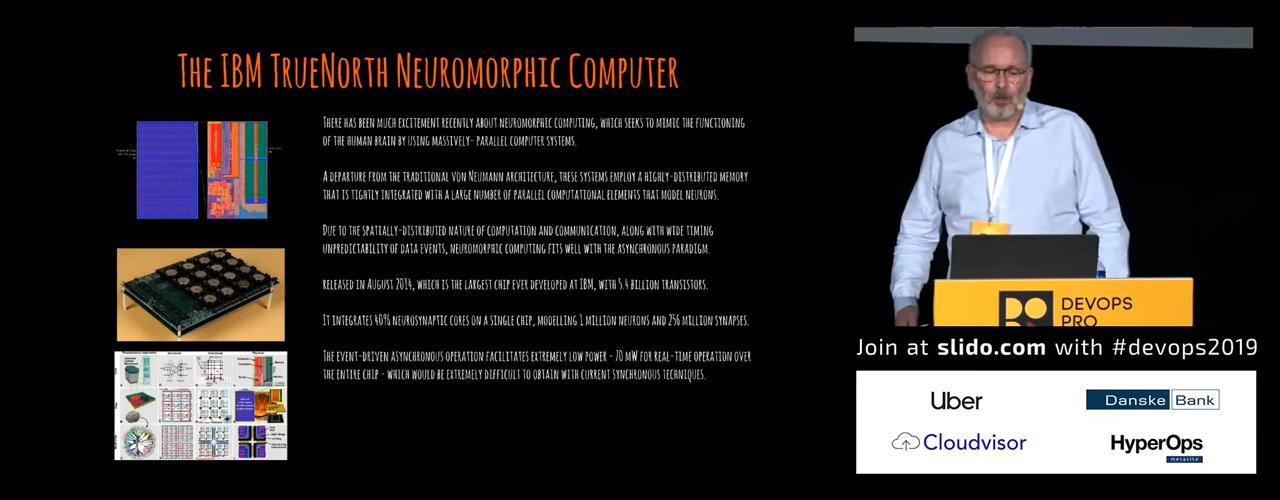 The IBM TrueNorth Neuromorphic Computer
There has been much excitement recently about neuromorphic computing, which seeks to mimic the functioning
of the human brain by using massively- parallel computer systems.
A departure from the traditional von Neumann architecture, these systems employ a highly-distributed memory
that is tightly integrated with a large number of parallel computational elements that model neurons.
Due to the spatially-distributed nature of computation and communication, along with wide timing
unpredictability of data events, neuromorphic computing fits well with the asynchronous paradigm.
released in August 2014, which is the largest chip ever developed at IBM, with 5.4 billion transistors.
It integrates 4096 neurosynaptic cores on a single chip, modelling 1 million neurons and 256 million synapses.
The event-driven asynchronous operation facilitates extremely low power - 70 mW for real-time operation over
the entire chip - which would be extremely difficult to obtain with current synchronous techniques.
DEVOPS
PRO
Join at slido.com with #devops2019
Uber
Danske Bank
Cloudvisor
HyperOps
metasite